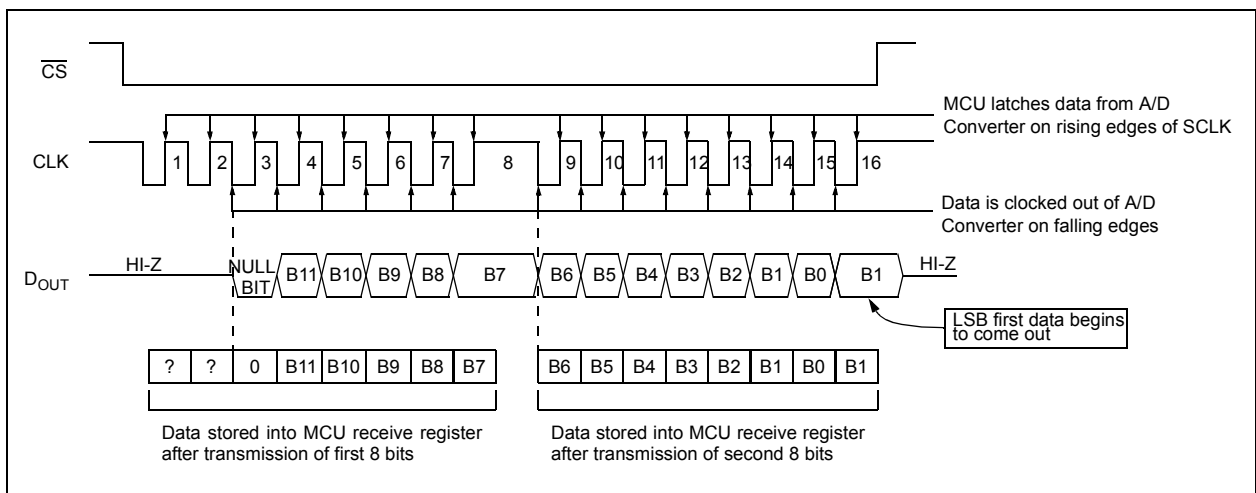 CS
MCU latches data from A/D
Converter on rising edges of SCLK
CLK
1 2 3 4 5 6 7 8 9 10 11 12 13 14 15 16
Data is clocked out of A/D
Converter on falling edges
DOUT
HI-Z
NULL
BIT
B11 B10 B9 B8 B7 B6 B5 B4 B3 B2 B1 B0 B1
HI-Z
LSB first data begins
to come out
? ? 0 B11 B10 B9 B8 B7
B6 B5 B4 B3 B2 B1 B0 B1
Data stored into MCU receive register
after transmission of first 8 bits
Data stored into MCU receive register
after transmission of second 8 bits